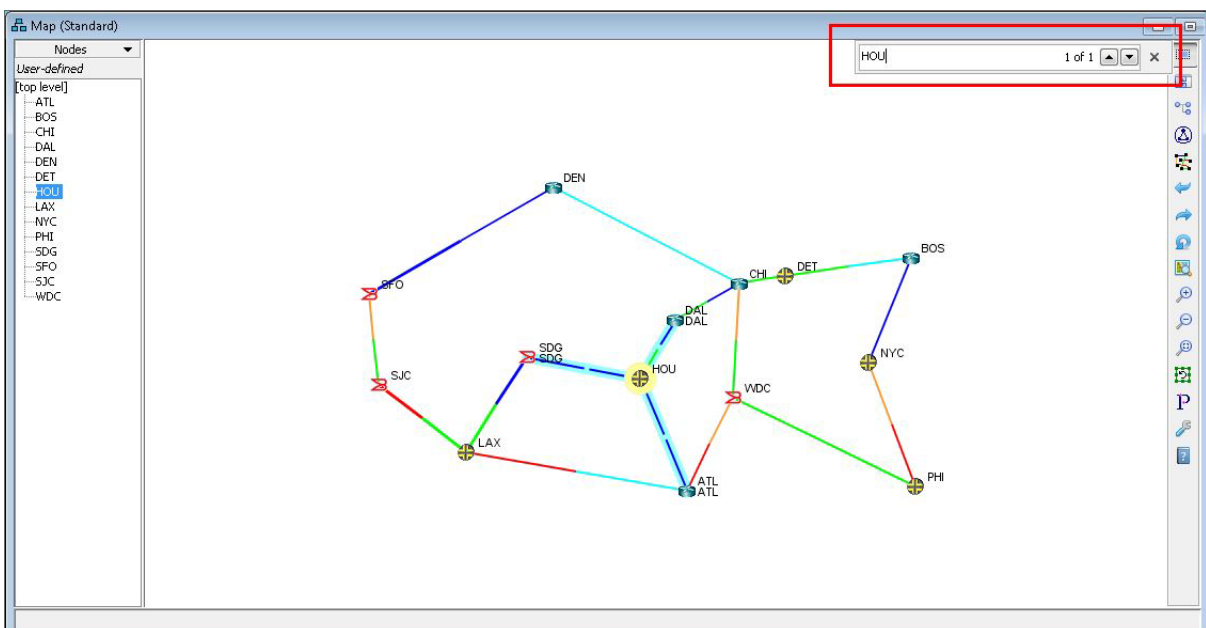 Map (Standard)
Nodes
User-defined
[top level]
ATL
BOS
CHI
DAL
DEN
DET
HOU
LAX
NYC
PHI
SDG
SFO
SJC
WDC
HOU
1 of 1
DEN
BOS
CHI
DET
SFO
DAL
DAL
SDG
SDG
HOU
NYC
SJC
WDC
LAX
ATL
ATL
PHI
P
?